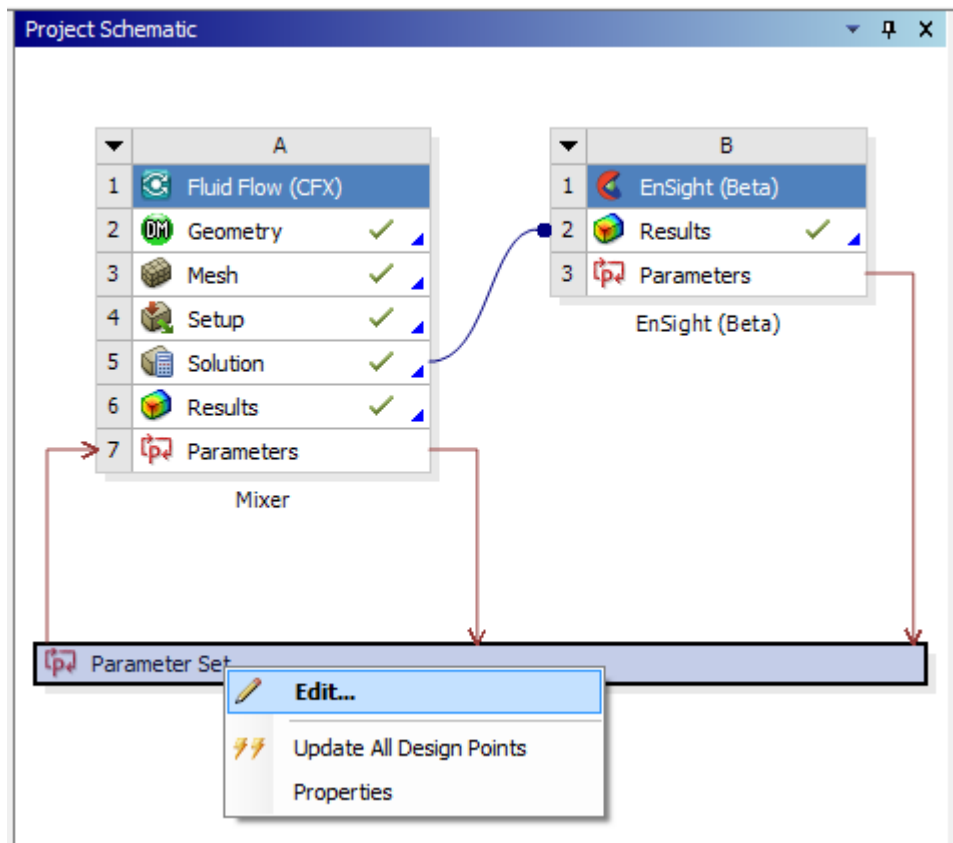 Project Schematic
A
1 Fluid Flow (CFX)
2 DM Geometry
3 Mesh
4 Setup
5 Solution
6 Results
7 Parameters
Mixer
B
1 EnSight (Beta)
2 Results
3 Parameters
EnSight (Beta)
Parameter Set
Edit...
Update All Design Points
Properties